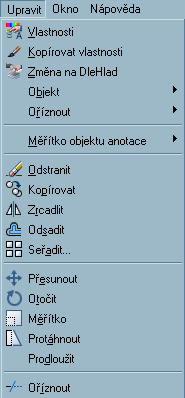 Upravit Okno Nápověda
Vlastnosti
Kopírovat vlastnosti
Změna na DleHlad
Objekt
Oříznout
Měřítko objektu anotace
Odstranit
Kopírovat
Zrcadlit
Odsadit
Seřadit...
Přesunout
Otočit
Měřítko
Protáhnout
Prodloužit
Oříznout